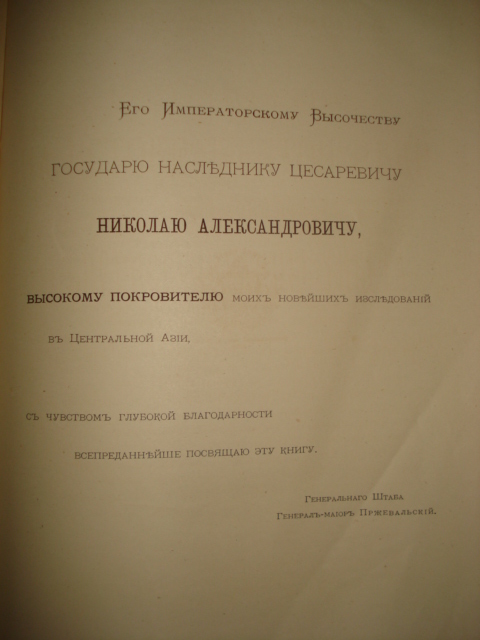 Его Императорскому Высочеству
ГОСУДАРЮ НАСЛѢДНИКУ ЦЕСАРЕВИЧУ
НИКОЛАЮ АЛЕКСАНДРОВИЧУ,
ВЫСОКОМУ ПОКРОВИТЕЛЮ МОИХЪ НОВѢЙШИХЪ ИЗСЛѢДОВАНІЙ
ВЪ ЦЕНТРАЛЬНОЙ АЗІИ,
СЪ ЧУВСТВОМЪ ГЛУБОКОЙ БЛАГОДАРНОСТИ
ВСЕПРЕДАННѢЙШЕ ПОСВЯЩАЮ ЭТУ КНИГУ.
Генеральнаго Штаба
Генералъ-маіоръ Пржевальскій.